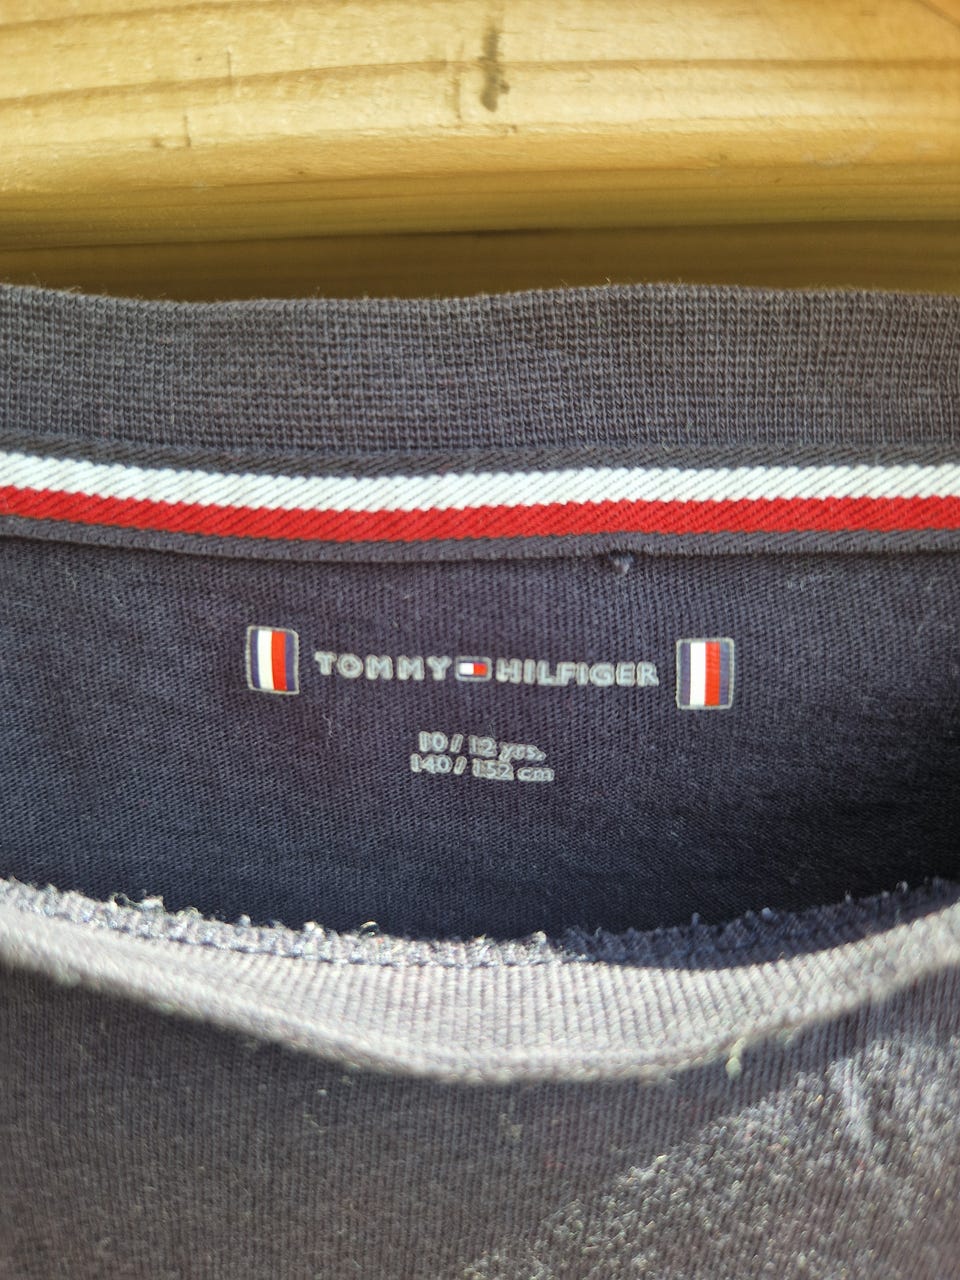 TOMMY HILFIGER
10 / 12 yrs.
140 / 152 cm